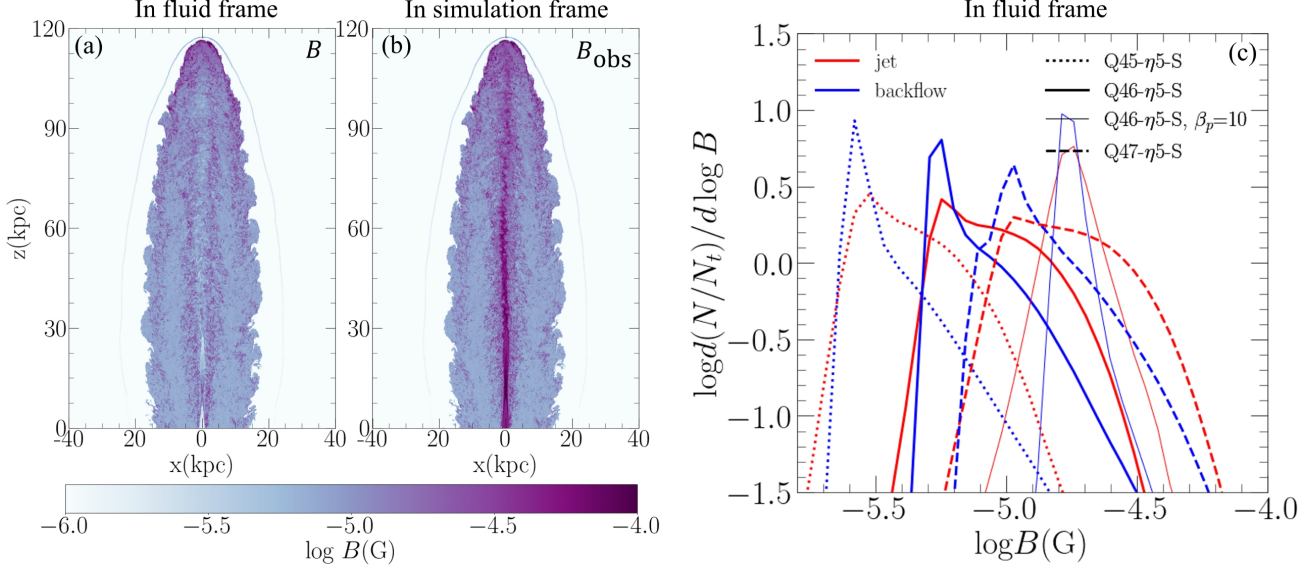 In fluid frame
In simulation frame
In fluid frame
(a)
B
(b)
B_obs
(c)
120
90
60
30
0
z(kpc)
40
20
0
20
40
x(kpc)
120
90
60
30
0
40
20
0
20
40
x(kpc)
−6.0
−5.5
−5.0
−4.5
−4.0
log B(G)
jet
backflow
Q45-η5-S
Q46-η5-S
Q46-η5-S, β_p=10
Q47-η5-S
1.5
1.0
0.5
0.0
−0.5
−1.0
−1.5
logd(N/N_t)/d log B
−5.5
−5.0
−4.5
−4.0
logB(G)